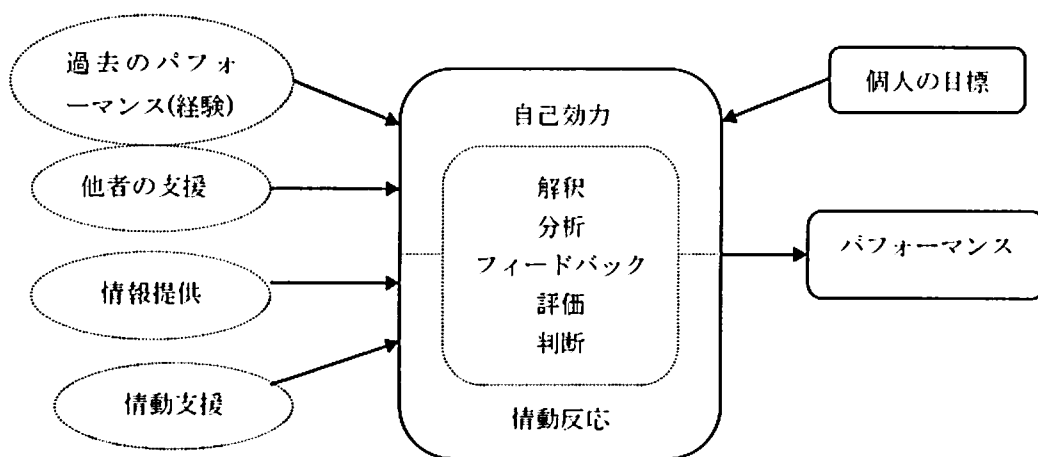 過去のパフォ
ーマンス(経験)
他者の支援
情報提供
情動支援
自己効力
解釈
分析
フィードバック
評価
判断
情動反応
個人の目標
パフォーマンス